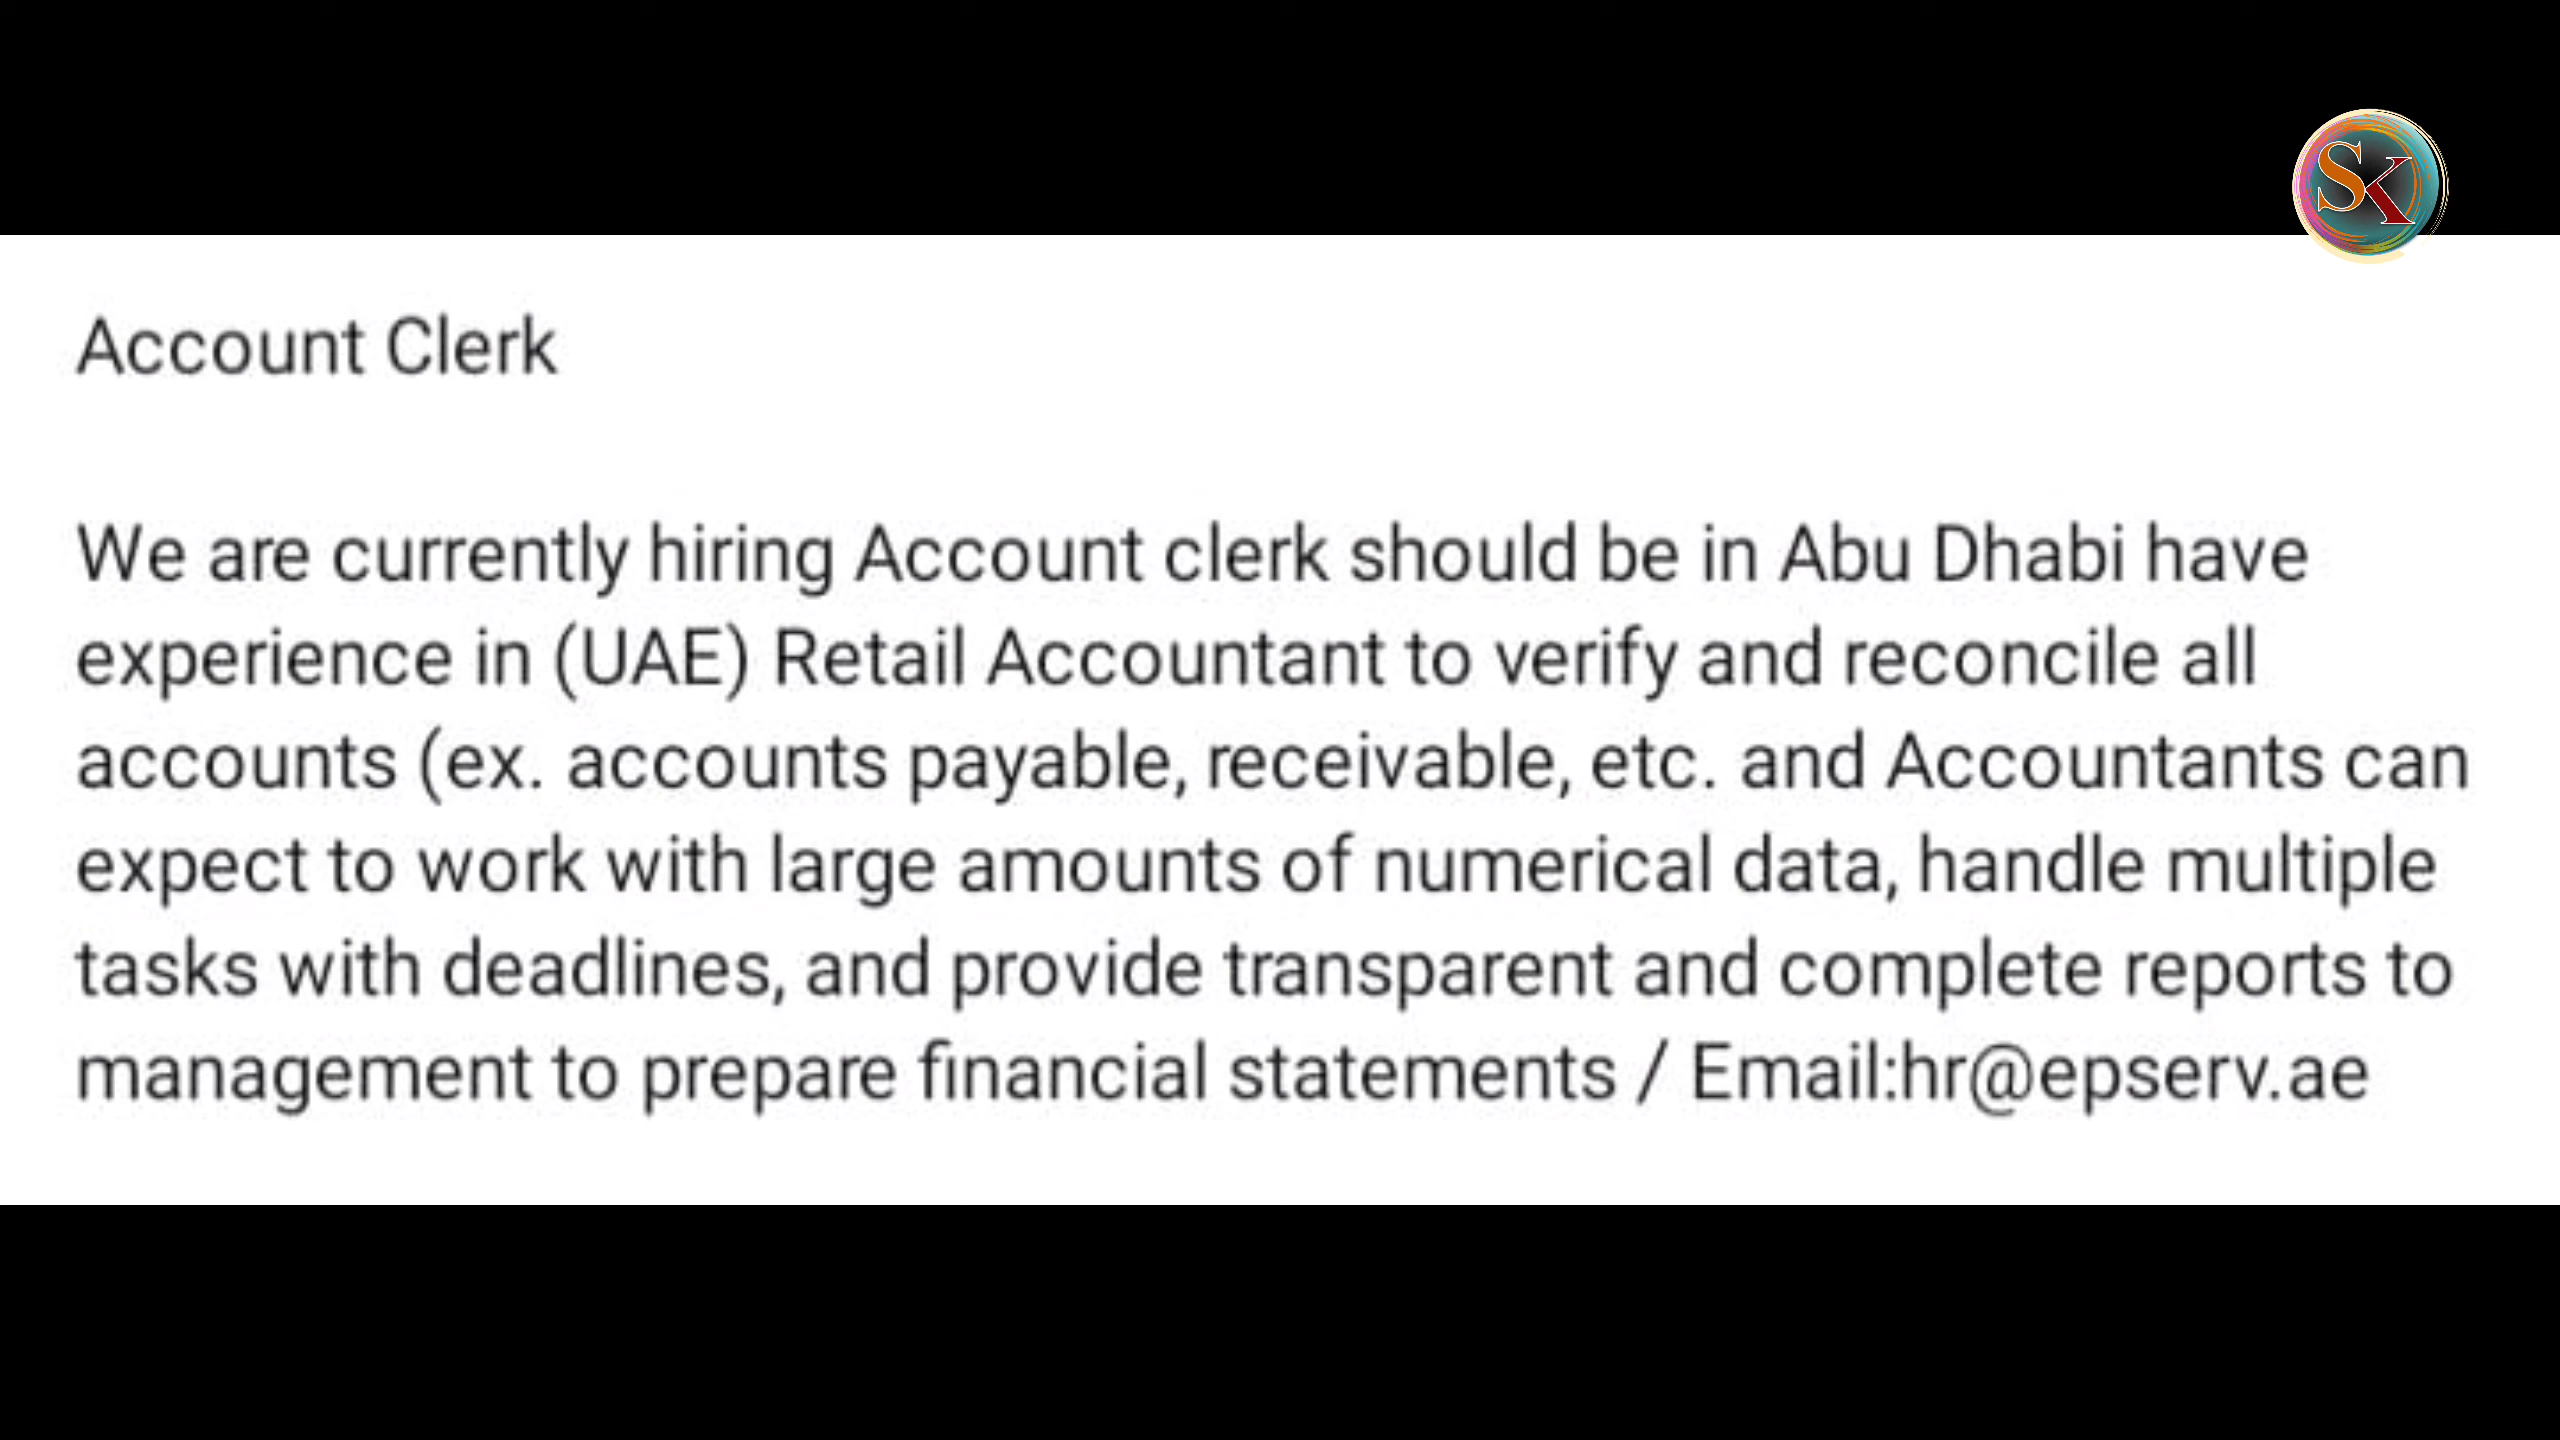 SK
Account Clerk
We are currently hiring Account clerk should be in Abu Dhabi have
experience in (UAE) Retail Accountant to verify and reconcile all
accounts (ex. accounts payable, receivable, etc. and Accountants can
expect to work with large amounts of numerical data, handle multiple
tasks with deadlines, and provide transparent and complete reports to
management to prepare financial statements / Email:hr@epserv.ae